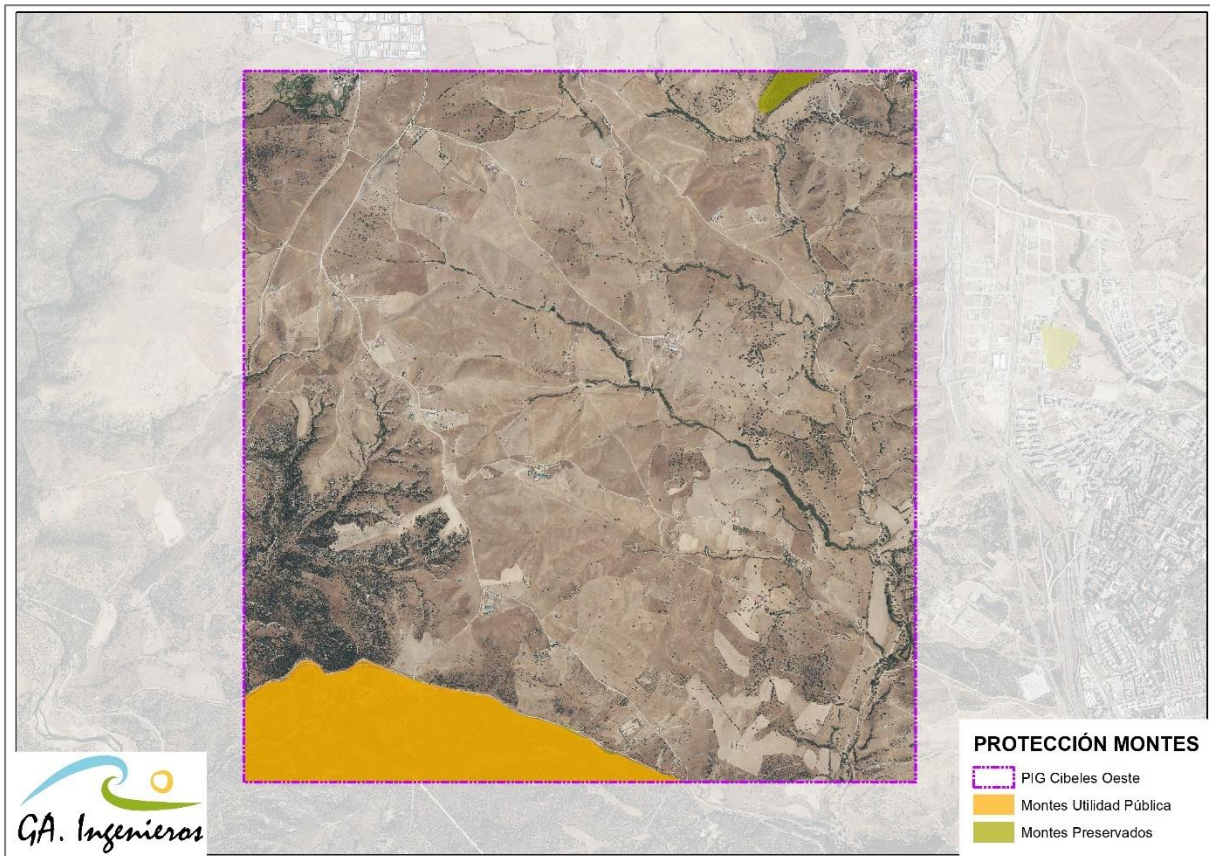 PROTECCIÓN MONTES
PIG Cibeles Oeste
Montes Utilidad Pública
Montes Preservados
GA. Ingenieros